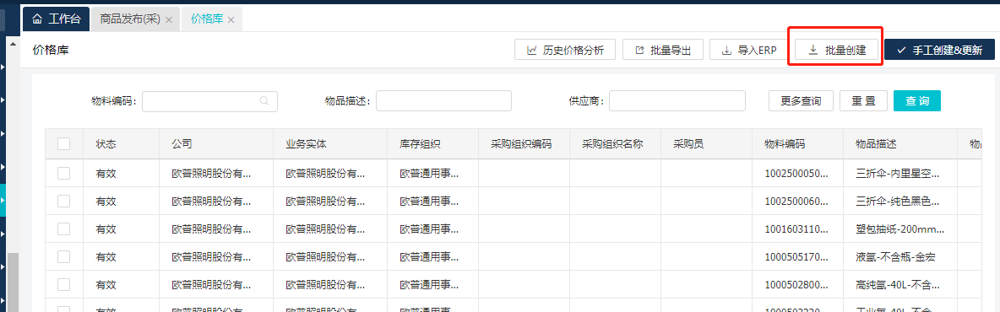 工作台 商品发布(采) 价格库
价格库 历史价格分析 批量导出 导入ERP 批量创建 手工创建&更新
物料编码: 物品描述: 供应商: 更多查询 重 置 查 询
状态 公司 业务实体 库存组织 采购组织编码 采购组织名称 采购员 物料编码 物品描述
有效 欧普照明股份有... 欧普照明股份有... 欧普通用事... 1002500050... 三折伞-内里星空...
有效 欧普照明股份有... 欧普照明股份有... 欧普通用事... 1002500060... 三折伞-纯色黑色...
有效 欧普照明股份有... 欧普照明股份有... 欧普通用事... 1001603110... 塑包抽纸-200mm...
有效 欧普照明股份有... 欧普照明股份有... 欧普通用事... 1000505170... 液氩-不含瓶-金宏
有效 欧普照明股份有... 欧普照明股份有... 欧普通用事... 1000502800... 高纯氩-40L-不含...